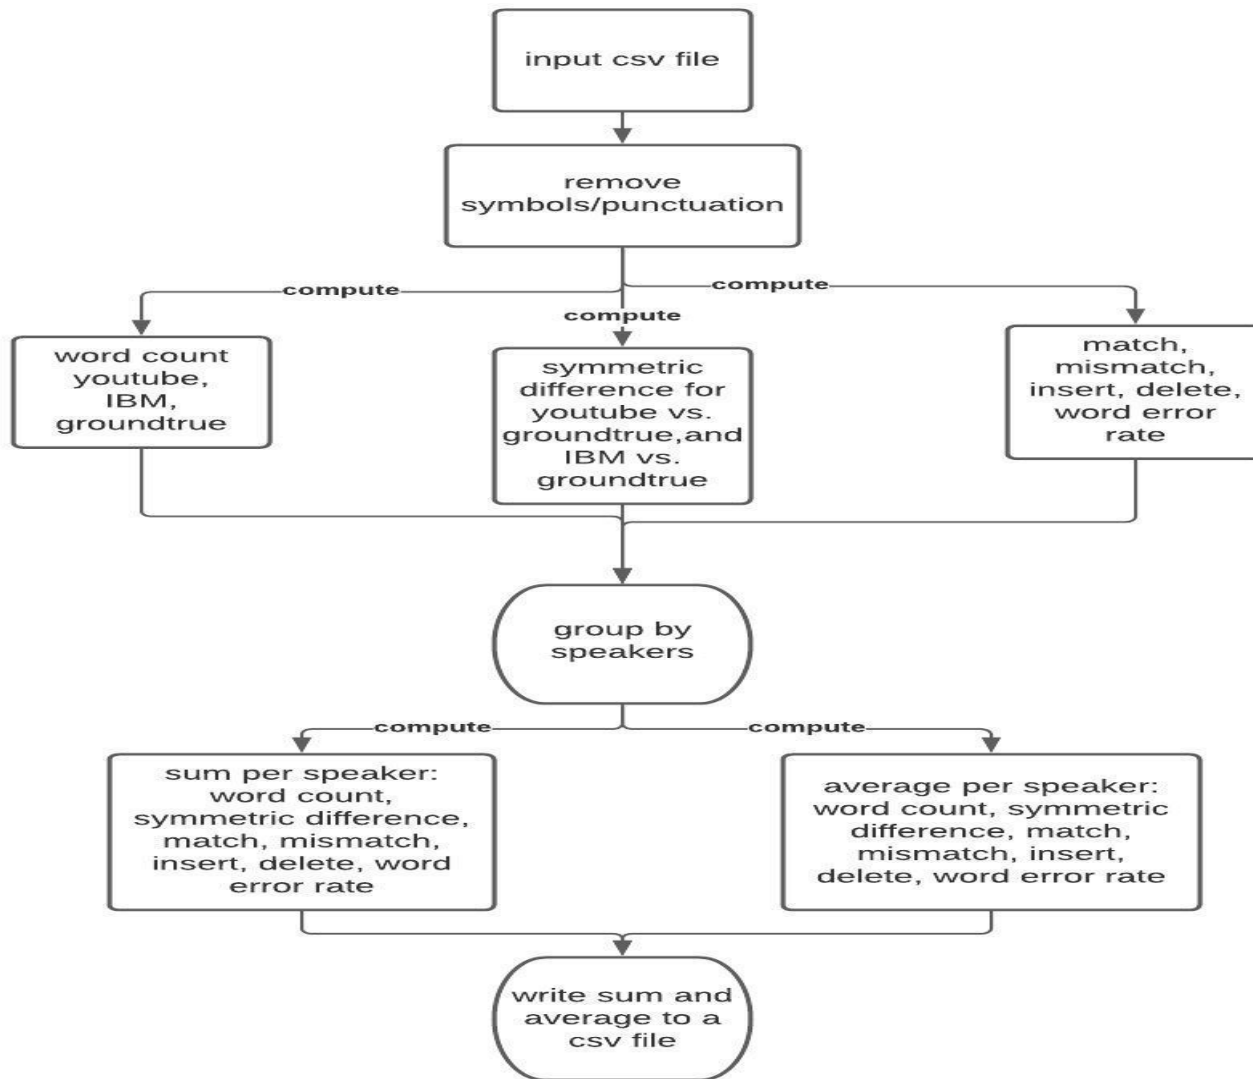 input csv file
remove
symbols/punctuation
compute
compute
compute
word count
youtube,
IBM,
groundtrue
symmetric
difference for
youtube vs.
groundtrue,and
IBM vs.
groundtrue
match,
mismatch,
insert, delete,
word error
rate
group by
speakers
compute
compute
sum per speaker:
word count,
symmetric difference,
match, mismatch,
insert, delete, word
error rate
average per speaker:
word count, symmetric
difference, match,
mismatch, insert,
delete, word error rate
write sum and
average to a
csv file